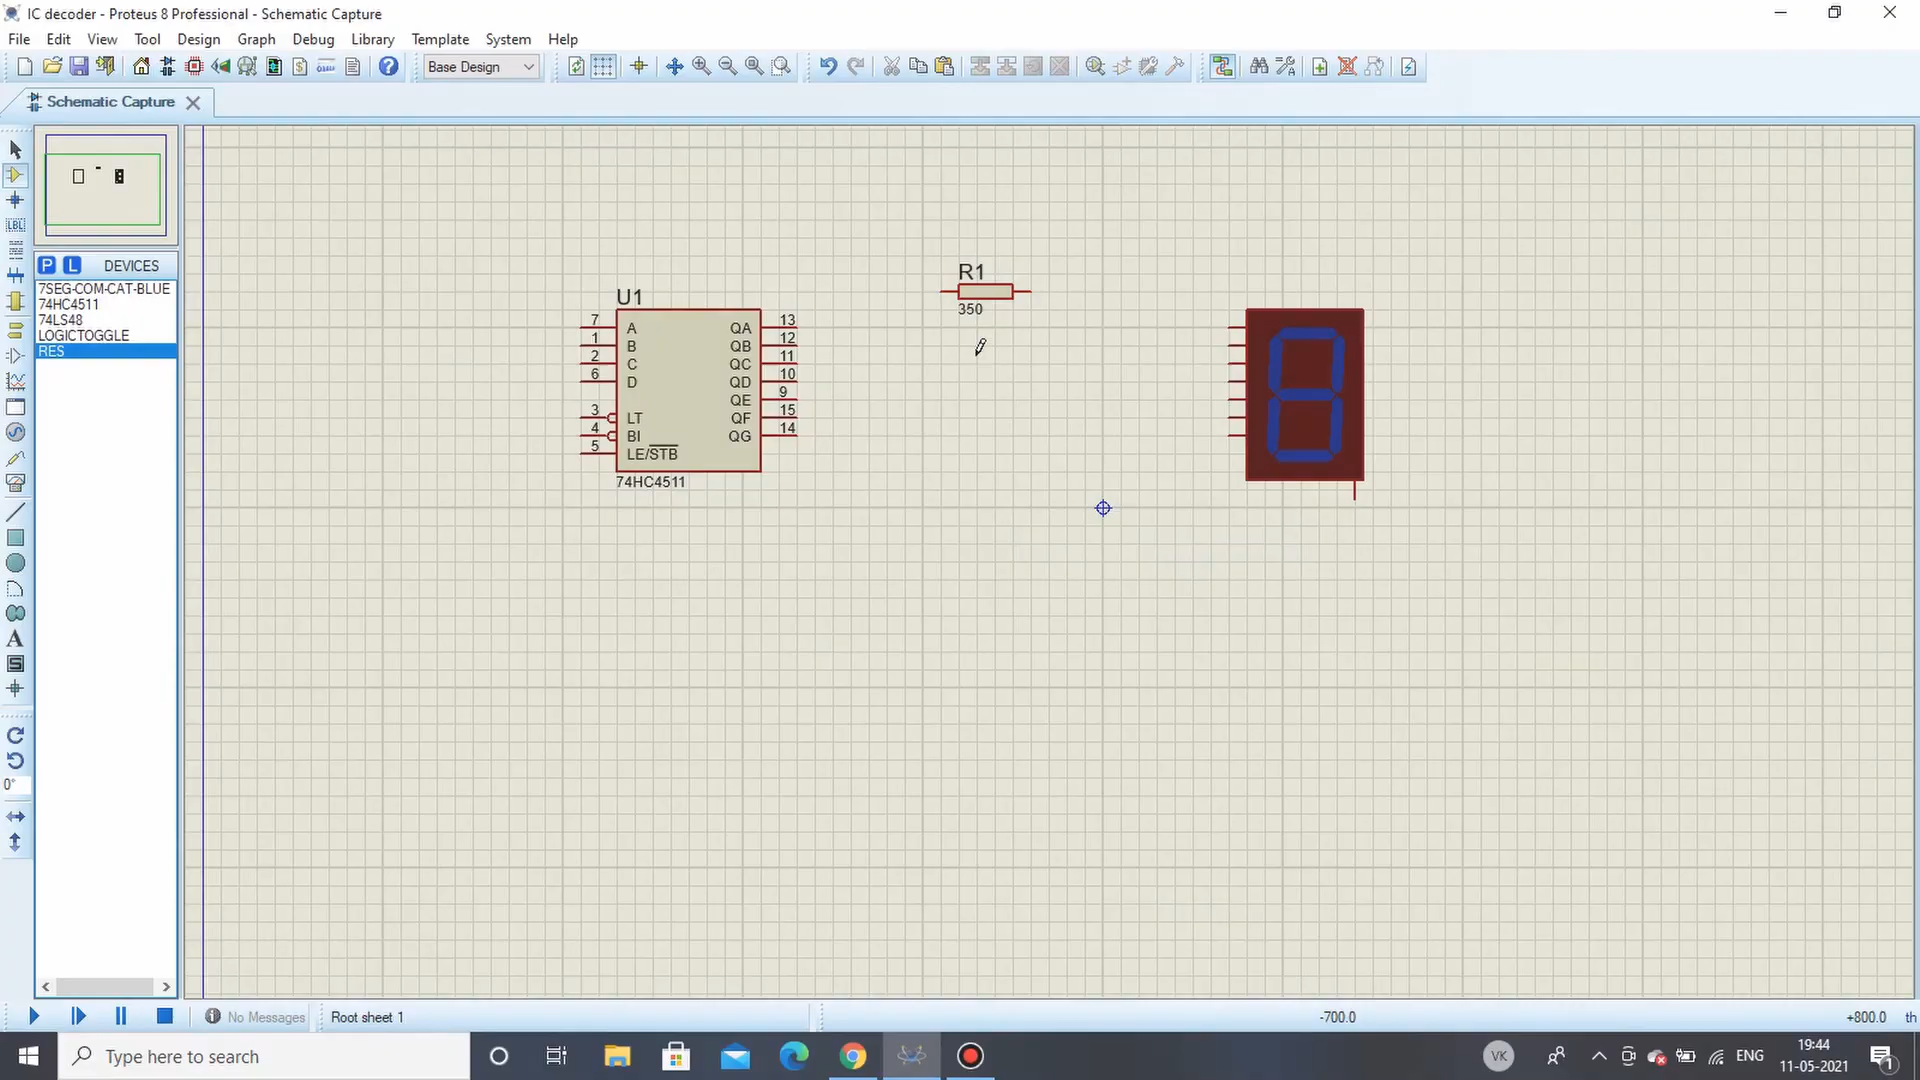 IC decoder - Proteus 8 Professional - Schematic Capture
File Edit View Tool Design Graph Debug Library Template System Help
Base Design
Schematic Capture
P L DEVICES
7SEG-COM-CAT-BLUE
74HC4511
74LS48
LOGICTOGGLE
RES
LBL
A
S
0°
R1
350
U1
7 A QA 13
1 B QB 12
2 C QC 11
6 D QD 10
QE 9
3 LT QF 15
4 BI QG 14
5 LE/STB
74HC4511
8
No Messages Root sheet 1 -700.0 +800.0 th
Type here to search
VK
ENG
19:44
11-05-2021
1